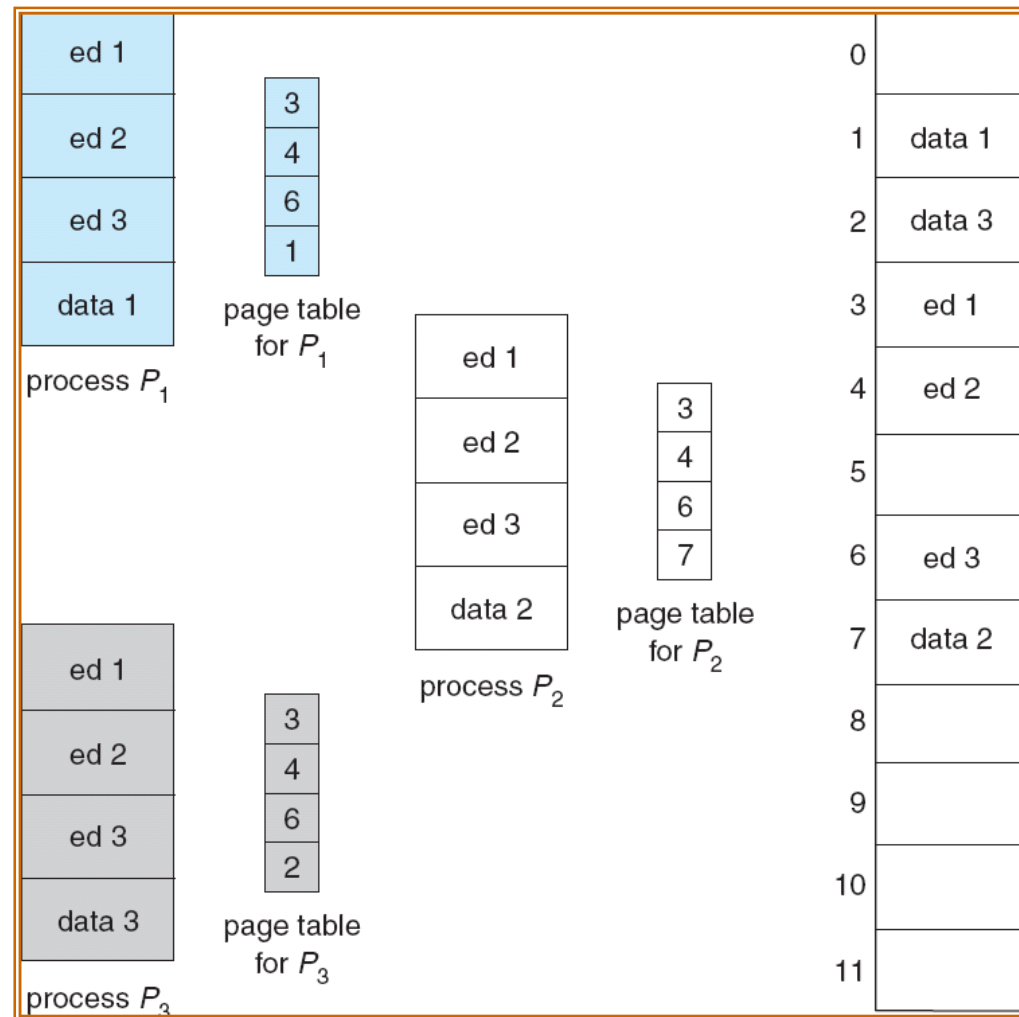 ed 1
ed 2
ed 3
data 1
process P1
3
4
6
1
page table
for P1
ed 1
ed 2
ed 3
data 2
process P2
3
4
6
7
page table
for P2
ed 1
ed 2
ed 3
data 3
process P3
3
4
6
2
page table
for P3
0
1 data 1
2 data 3
3 ed 1
4 ed 2
5
6 ed 3
7 data 2
8
9
10
11